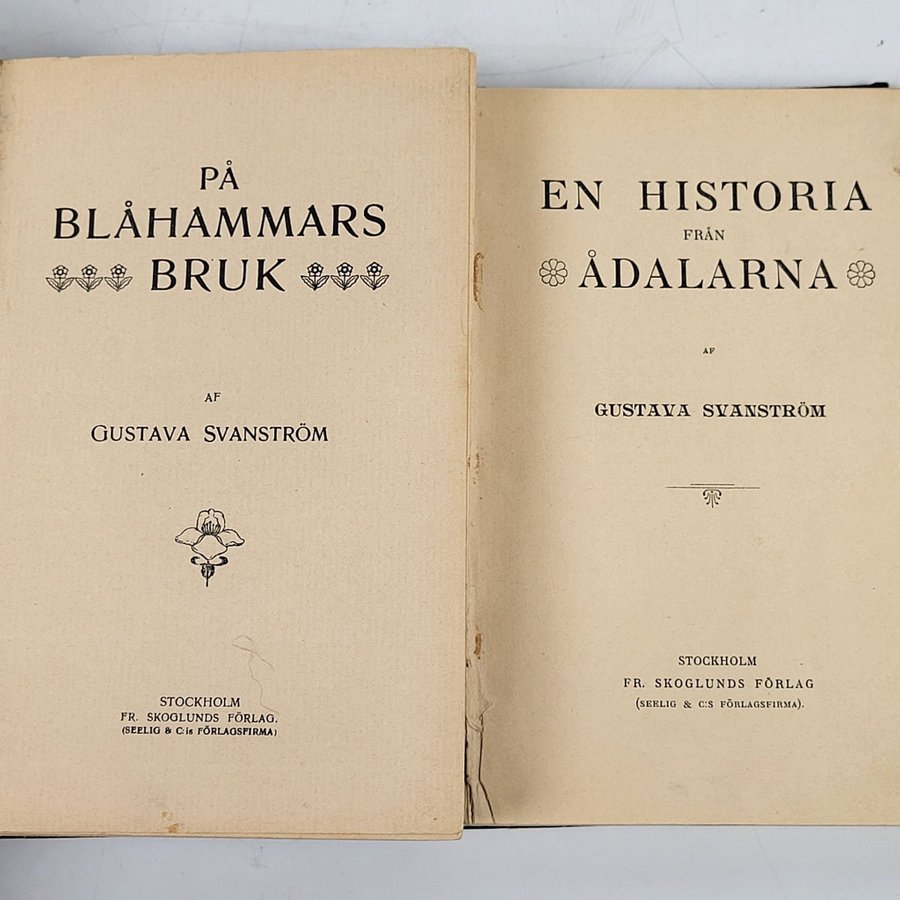 PÅ
BLÅHAMMARS
BRUK
AF
GUSTAVA SVANSTRÖM
STOCKHOLM
FR. SKOGLUNDS FÖRLAG.
(SEELIG & C:is FÖRLAGSFIRMA)
EN HISTORIA
FRÅN
ÅDALARNA
AF
GUSTAVA SVANSTRÖM
STOCKHOLM
FR. SKOGLUNDS FÖRLAG
(SEELIG & C:S FÖRLAGSFIRMA).